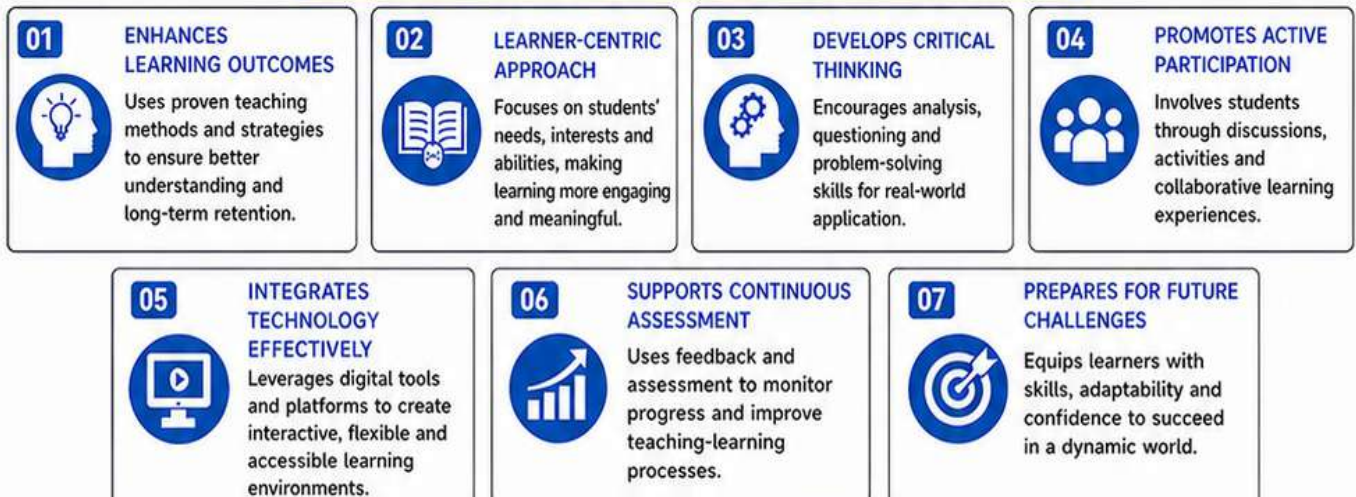 01
ENHANCES
LEARNING OUTCOMES
Uses proven teaching
methods and strategies
to ensure better
understanding and
long-term retention.
02
LEARNER-CENTRIC
APPROACH
Focuses on students'
needs, interests and
abilities, making
learning more engaging
and meaningful.
03
DEVELOPS CRITICAL
THINKING
Encourages analysis,
questioning and
problem-solving
skills for real-world
application.
04
PROMOTES ACTIVE
PARTICIPATION
Involves students
through discussions,
activities and
collaborative learning
experiences.
05
INTEGRATES
TECHNOLOGY
EFFECTIVELY
Leverages digital tools
and platforms to create
interactive, flexible and
accessible learning
environments.
06
SUPPORTS CONTINUOUS
ASSESSMENT
Uses feedback and
assessment to monitor
progress and improve
teaching-learning
processes.
07
PREPARES FOR FUTURE
CHALLENGES
Equips learners with
skills, adaptability and
confidence to succeed
in a dynamic world.